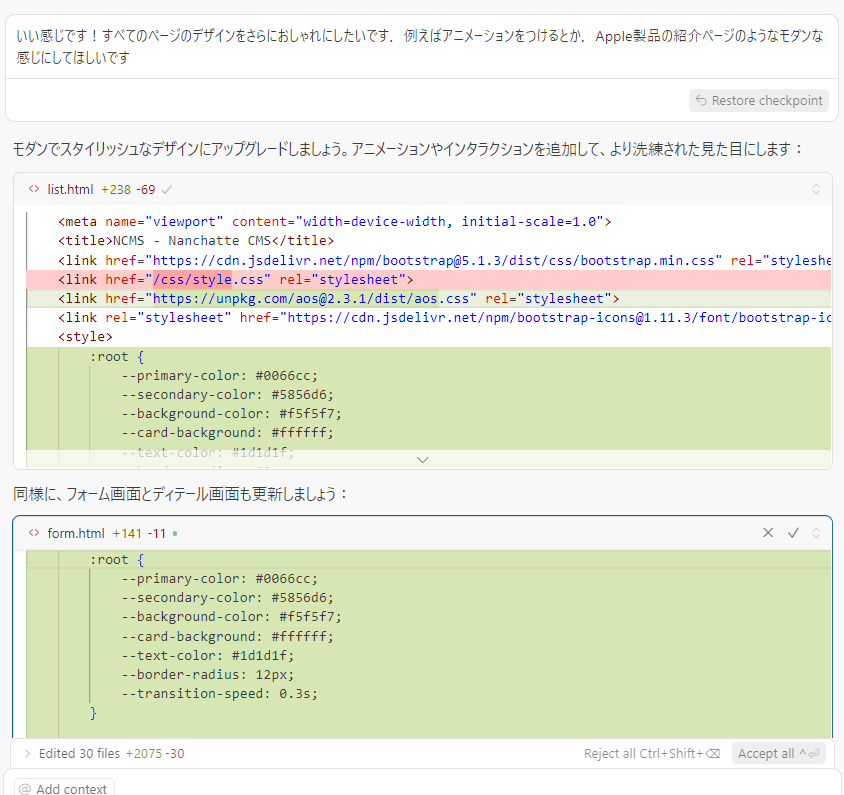 いい感じです！すべてのページのデザインをさらにおしゃれにしたいです．例えばアニメーションをつけるとか．Apple製品の紹介ページのようなモダンな
感じにしてほしいです
Restore checkpoint
モダンでスタイリッシュなデザインにアップグレードしましょう。アニメーションやインタラクションを追加して、より洗練された見た目にします：
<> list.html +238 -69 ✓
<meta name="viewport" content="width=device-width, initial-scale=1.0">
<title>NCMS - Nanchatte CMS</title>
<link href="https://cdn.jsdelivr.net/npm/bootstrap@5.1.3/dist/css/bootstrap.min.css" rel="styleshe
<link href="/css/style.css" rel="stylesheet">
<link href="https://unpkg.com/aos@2.3.1/dist/aos.css" rel="stylesheet">
<link rel="stylesheet" href="https://cdn.jsdelivr.net/npm/bootstrap-icons@1.11.3/font/bootstrap-ic
<style>
:root {
--primary-color: #0066cc;
--secondary-color: #5856d6;
--background-color: #f5f5f7;
--card-background: #ffffff;
--text-color: #1d1d1f;
同様に、フォーム画面とディテール画面も更新しましょう：
<> form.html +141 -11
:root {
--primary-color: #0066cc;
--secondary-color: #5856d6;
--background-color: #f5f5f7;
--card-background: #ffffff;
--text-color: #1d1d1f;
--border-radius: 12px;
--transition-speed: 0.3s;
}
> Edited 30 files +2075 -30 Reject all Ctrl+Shift+⌫ Accept all ^⏎
@ Add context